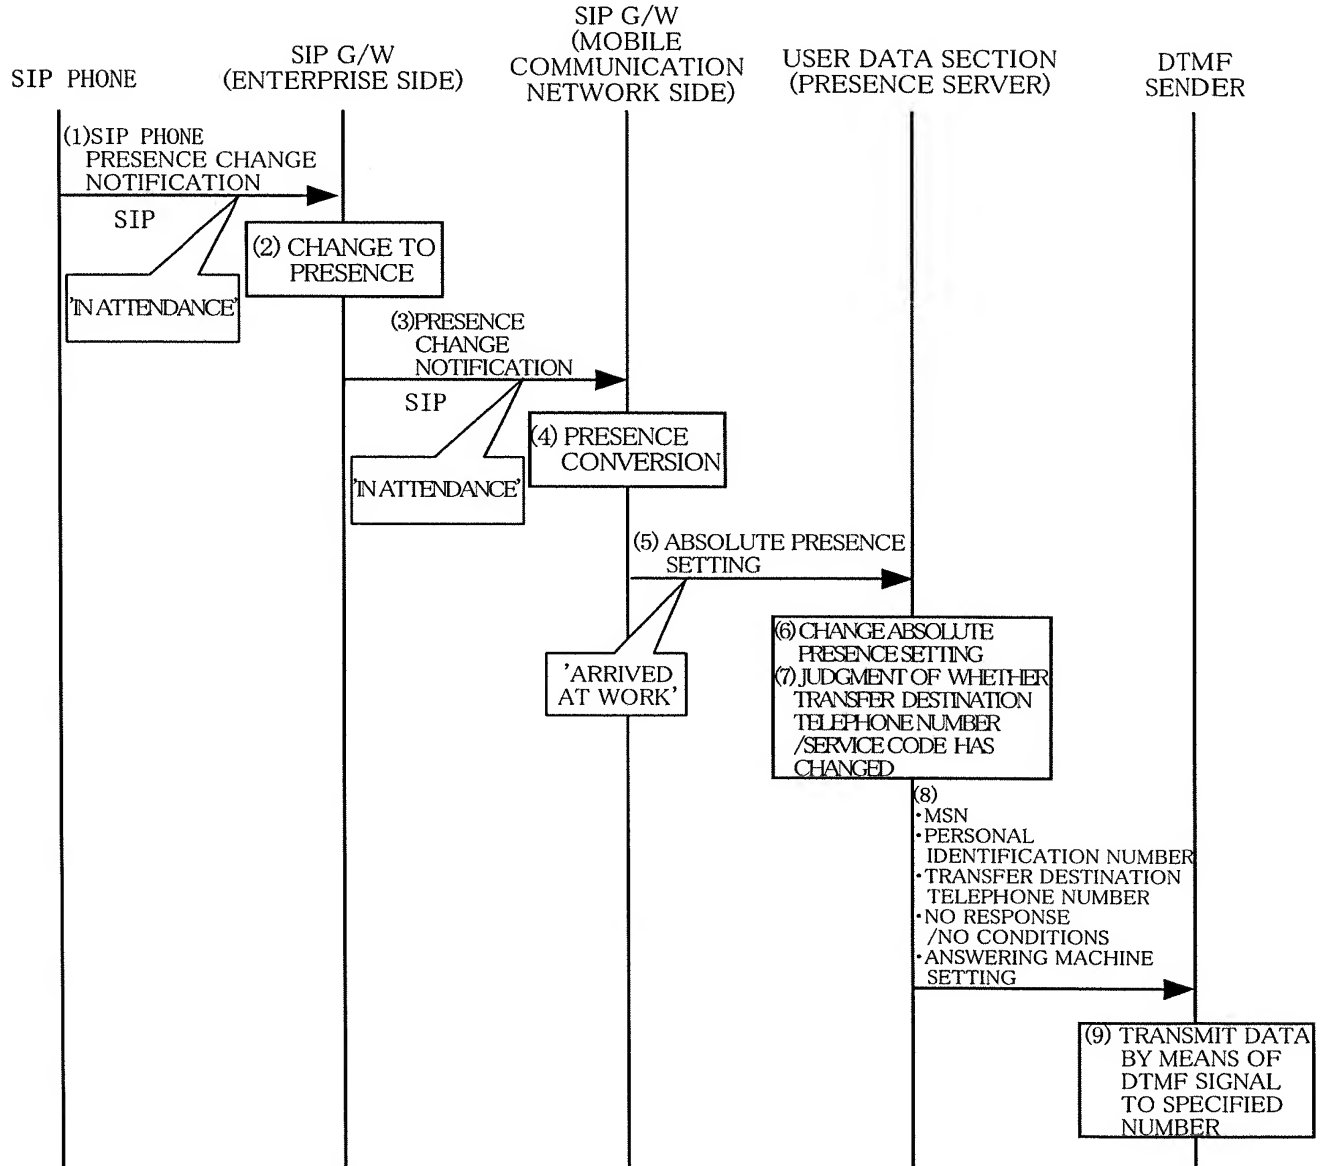 SIP PHONE
SIP G/W
(ENTERPRISE SIDE)
SIP G/W
(MOBILE
COMMUNICATION
NETWORK SIDE)
USER DATA SECTION
(PRESENCE SERVER)
DTMF
SENDER
(1)SIP PHONE
PRESENCE CHANGE
NOTIFICATION
SIP
'IN ATTENDANCE'
(2) CHANGE TO
PRESENCE
(3)PRESENCE
CHANGE
NOTIFICATION
SIP
'IN ATTENDANCE'
(4) PRESENCE
CONVERSION
(5) ABSOLUTE PRESENCE
SETTING
'ARRIVED
AT WORK'
(6) CHANGE ABSOLUTE
PRESENCE SETTING
(7) JUDGMENT OF WHETHER
TRANSFER DESTINATION
TELEPHONE NUMBER
/SERVICE CODE HAS
CHANGED
(8)
·MSN
·PERSONAL
IDENTIFICATION NUMBER
·TRANSFER DESTINATION
TELEPHONE NUMBER
·NO RESPONSE
/NO CONDITIONS
·ANSWERING MACHINE
SETTING
(9) TRANSMIT DATA
BY MEANS OF
DTMF SIGNAL
TO SPECIFIED
NUMBER